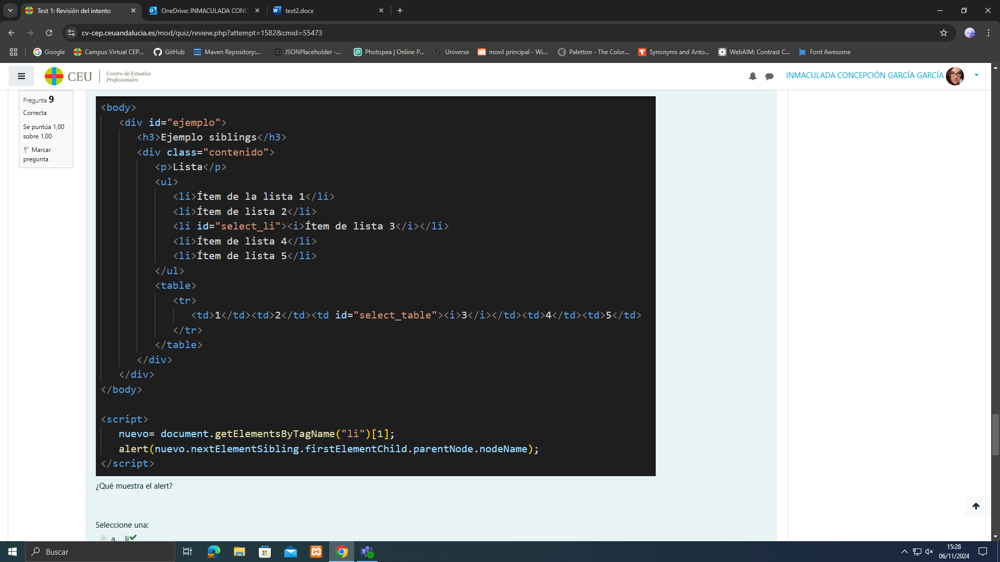 Test 1: Revisión del intento
OneDrive: INMACULADA CONC
test2.docx
cv-cep.ceuandalucia.es/mod/quiz/review.php?attempt=1582&cmid=55473
Google
Campus Virtual CEP...
GitHub
Maven Repository:...
JSONPlaceholder -...
Photopea | Online P...
Universe
movil principal - Wi...
Paletton - The Color...
Synonyms and Anto...
WebAIM: Contrast C...
Font Awesome
CEU
Centro de Estudios
Profesionales
INMACULADA CONCEPCIÓN GARCÍA GARCÍA
Pregunta 9
Correcta
Se puntúa 1,00
sobre 1,00
Marcar
pregunta
<body>
<div id="ejemplo">
<h3>Ejemplo siblings</h3>
<div class="contenido">
<p>Lista</p>
<ul>
<li>Ítem de la lista 1</li>
<li>Ítem de lista 2</li>
<li id="select_li"><i>Ítem de lista 3</i></li>
<li>Ítem de lista 4</li>
<li>Ítem de lista 5</li>
</ul>
<table>
<tr>
<td>1</td><td>2</td><td id="select_table"><i>3</i></td><td>4</td><td>5</td>
</tr>
</table>
</div>
</div>
</body>
<script>
nuevo= document.getElementsByTagName("li")[1];
alert(nuevo.nextElementSibling.firstElementChild.parentNode.nodeName);
</script>
¿Qué muestra el alert?
Seleccione una:
a. li
Buscar
15:28
06/11/2024